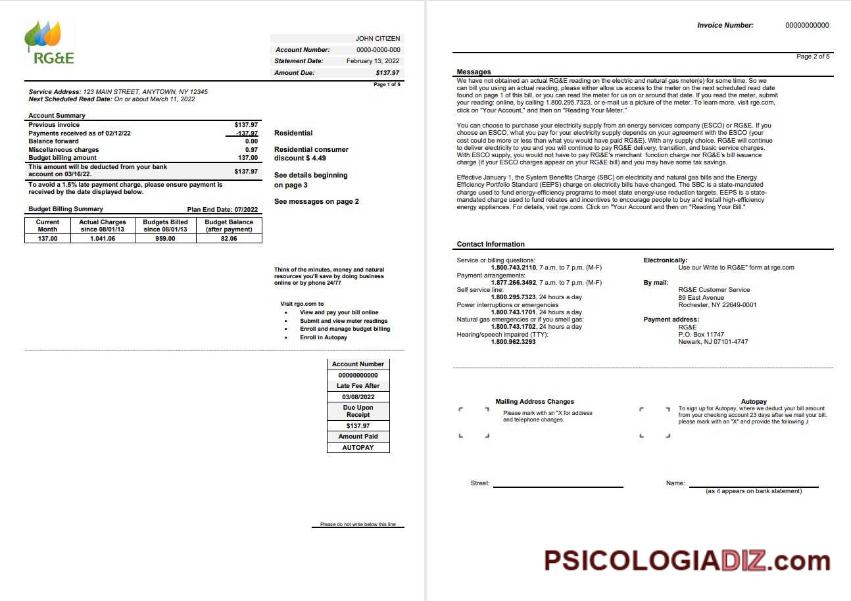 RG&E
JOHN CITIZEN
Account Number: 0000-0000-000
Statement Date: February 13, 2022
Amount Due: $137.97
Page 1 of 5
Service Address: 123 MAIN STREET, ANYTOWN, NY 12345
Next Scheduled Read Date: On or about March 11, 2022
Account Summary
Previous invoice $137.97
Payments received as of 02/12/22 -137.97
Balance forward 0.00
Miscellaneous charges 0.97
Budget billing amount 137.00
This amount will be deducted from your bank
account on 03/16/22. $137.97
To avoid a 1.5% late payment charge, please ensure payment is
received by the date displayed below.
Residential
Residential consumer
discount $ 4.49
See details beginning
on page 3
See messages on page 2
Budget Billing Summary Plan End Date: 07/2022
Current Month Actual Charges since 08/01/13 Budgets Billed since 08/01/13 Budget Balance (after payment)
137.00 1.041.06 959.00 82.06
Think of the minutes, money and natural
resources you'll save by doing business
online or by phone 24/77
Visit rgo.com to
• View and pay your bill online
• Submit and view meter readings
• Enroll and manage budget billing
• Enroll in Autopay
Account Number
00000000000
Late Fee After
03/08/2022
Due Upon
Receipt
$137.97
Amount Paid
AUTOPAY
Please do not write below this line
Invoice Number: 00000000000
Page 2 of 5
Messages
We have not obtained an actual RG&E reading on the electric and natural gas meter(s) for some time. So we
can bill you using an actual reading, please either allow us access to the meter on the next scheduled read date
found on page 1 of this bill, or you can read the meter for us on or around that date. If you read the meter, submit
your reading: online, by calling 1.800.295.7323, or e-mail us a picture of the meter. To learn more, visit rge.com,
click on "Your Account," and then on "Reading Your Meter."
You can choose to purchase your electricity supply from an energy services company (ESCO) or RG&E. If you
choose an ESCO, what you pay for your electricity supply depends on your agreement with the ESCO (your
cost could be more or less than what you would have paid RG&E). With any supply choice, RG&E will continue
to deliver electricity to you and you will continue to pay RG&E delivery, transition, and basic service charges.
With ESCO supply, you would not have to pay RG&E's merchant function charge nor RG&E's bill issuance
charge (if your ESCO charges appear on your RG&E bill) and you may have some tax savings.
Effective January 1, the System Benefits Charge (SBC) on electricity and natural gas bills and the Energy
Efficiency Portfolio Standard (EEPS) charge on electricity bills have changed. The SBC is a state-mandated
charge used to fund energy-efficiency programs to meet state energy-use reduction targets. EEPS is a state-
mandated charge used to fund rebates and incentives to encourage people to buy and install high-efficiency
energy appliances. For details, visit rge.com. Click on "Your Account and then on "Reading Your Bill."
Contact Information
Service or billing questions:
1.800.743.2110, 7 a.m. to 7 p.m. (M-F)
Payment arrangements:
1.877.266.3492, 7 a.m. to 7 p.m. (M-F)
Self service line:
1.800.295.7323, 24 hours a day
Power interruptions or emergencies
1.800.743.1701, 24 hours a day
Natural gas emergencies or if you smell gas:
1.800.743.1702, 24 hours a day
Hearing/speech impaired (TTY):
1.800.962.3293
Electronically:
Use our Write to RG&E" form at rge.com
By mail:
RG&E Customer Service
89 East Avenue
Rochester, NY 22649-0001
Payment address:
RG&E
P.O. Box 11747
Newark, NJ 07101-4747
Mailing Address Changes
Please mark with an "X for address
and telephone changes.
Autopay
To sign up for Autopay, where we deduct your bill amount
from your checking account 23 days after we mail your bill,
please mark with an "X" and provide the following J
Street:
Name:
(as it appears on bank statement)
PSICOLOGIADIZ.com